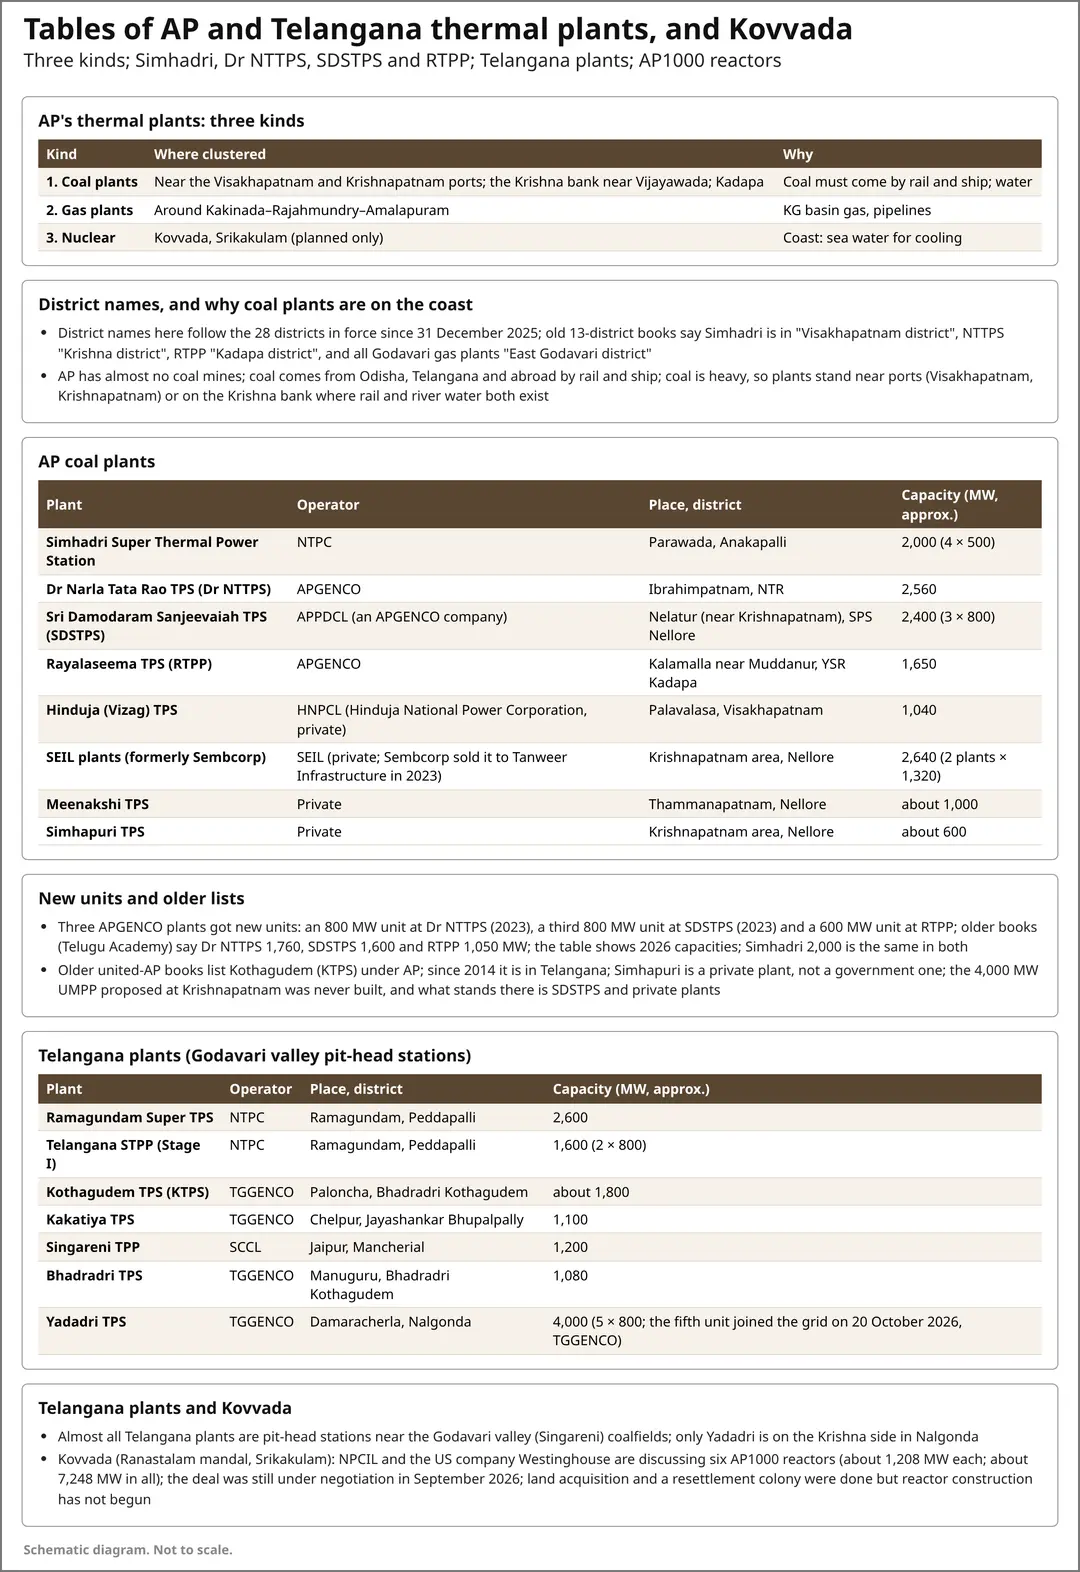 Tables of AP and Telangana thermal plants, and Kovvada
Three kinds; Simhadri, Dr NTTPS, SDSTPS and RTPP; Telangana plants; AP1000 reactors
AP's thermal plants: three kinds
Kind Where clustered Why
1. Coal plants Near the Visakhapatnam and Krishnapatnam ports; the Krishna bank near Vijayawada; Kadapa Coal must come by rail and ship; water
2. Gas plants Around Kakinada–Rajahmundry–Amalapuram KG basin gas, pipelines
3. Nuclear Kovvada, Srikakulam (planned only) Coast: sea water for cooling
District names, and why coal plants are on the coast
• District names here follow the 28 districts in force since 31 December 2025; old 13-district books say Simhadri is in "Visakhapatnam district", NTTPS
"Krishna district", RTPP "Kadapa district", and all Godavari gas plants "East Godavari district"
• AP has almost no coal mines; coal comes from Odisha, Telangana and abroad by rail and ship; coal is heavy, so plants stand near ports (Visakhapatnam,
Krishnapatnam) or on the Krishna bank where rail and river water both exist
AP coal plants
Plant Operator Place, district Capacity (MW,
approx.)
Simhadri Super Thermal Power NTPC Parawada, Anakapalli 2,000 (4 × 500)
Station
Dr Narla Tata Rao TPS (Dr NTTPS) APGENCO Ibrahimpatnam, NTR 2,560
Sri Damodaram Sanjeevaiah TPS APPDCL (an APGENCO company) Nelatur (near Krishnapatnam), SPS 2,400 (3 × 800)
(SDSTPS) Nellore
Rayalaseema TPS (RTPP) APGENCO Kalamalla near Muddanur, YSR 1,650
Kadapa
Hinduja (Vizag) TPS HNPCL (Hinduja National Power Corporation, Palavalasa, Visakhapatnam 1,040
private)
SEIL plants (formerly Sembcorp) SEIL (private; Sembcorp sold it to Tanweer Krishnapatnam area, Nellore 2,640 (2 plants ×
Infrastructure in 2023) 1,320)
Meenakshi TPS Private Thammanapatnam, Nellore about 1,000
Simhapuri TPS Private Krishnapatnam area, Nellore about 600
New units and older lists
• Three APGENCO plants got new units: an 800 MW unit at Dr NTTPS (2023), a third 800 MW unit at SDSTPS (2023) and a 600 MW unit at RTPP; older books
(Telugu Academy) say Dr NTTPS 1,760, SDSTPS 1,600 and RTPP 1,050 MW; the table shows 2026 capacities; Simhadri 2,000 is the same in both
• Older united-AP books list Kothagudem (KTPS) under AP; since 2014 it is in Telangana; Simhapuri is a private plant, not a government one; the 4,000 MW
UMPP proposed at Krishnapatnam was never built, and what stands there is SDSTPS and private plants
Telangana plants (Godavari valley pit-head stations)
Plant Operator Place, district Capacity (MW, approx.)
Ramagundam Super TPS NTPC Ramagundam, Peddapalli 2,600
Telangana STPP (Stage NTPC Ramagundam, Peddapalli 1,600 (2 × 800)
I)
Kothagudem TPS (KTPS) TGGENCO Paloncha, Bhadradri Kothagudem about 1,800
Kakatiya TPS TGGENCO Chelpur, Jayashankar Bhupalpally 1,100
Singareni TPP SCCL Jaipur, Mancherial 1,200
Bhadradri TPS TGGENCO Manuguru, Bhadradri 1,080
Kothagudem
Yadadri TPS TGGENCO Damaracherla, Nalgonda 4,000 (5 × 800; the fifth unit joined the grid on 20 October 2026,
TGGENCO)
Telangana plants and Kovvada
• Almost all Telangana plants are pit-head stations near the Godavari valley (Singareni) coalfields; only Yadadri is on the Krishna side in Nalgonda
• Kovvada (Ranastalam mandal, Srikakulam): NPCIL and the US company Westinghouse are discussing six AP1000 reactors (about 1,208 MW each; about
7,248 MW in all); the deal was still under negotiation in September 2026; land acquisition and a resettlement colony were done but reactor construction
has not begun
Schematic diagram. Not to scale.